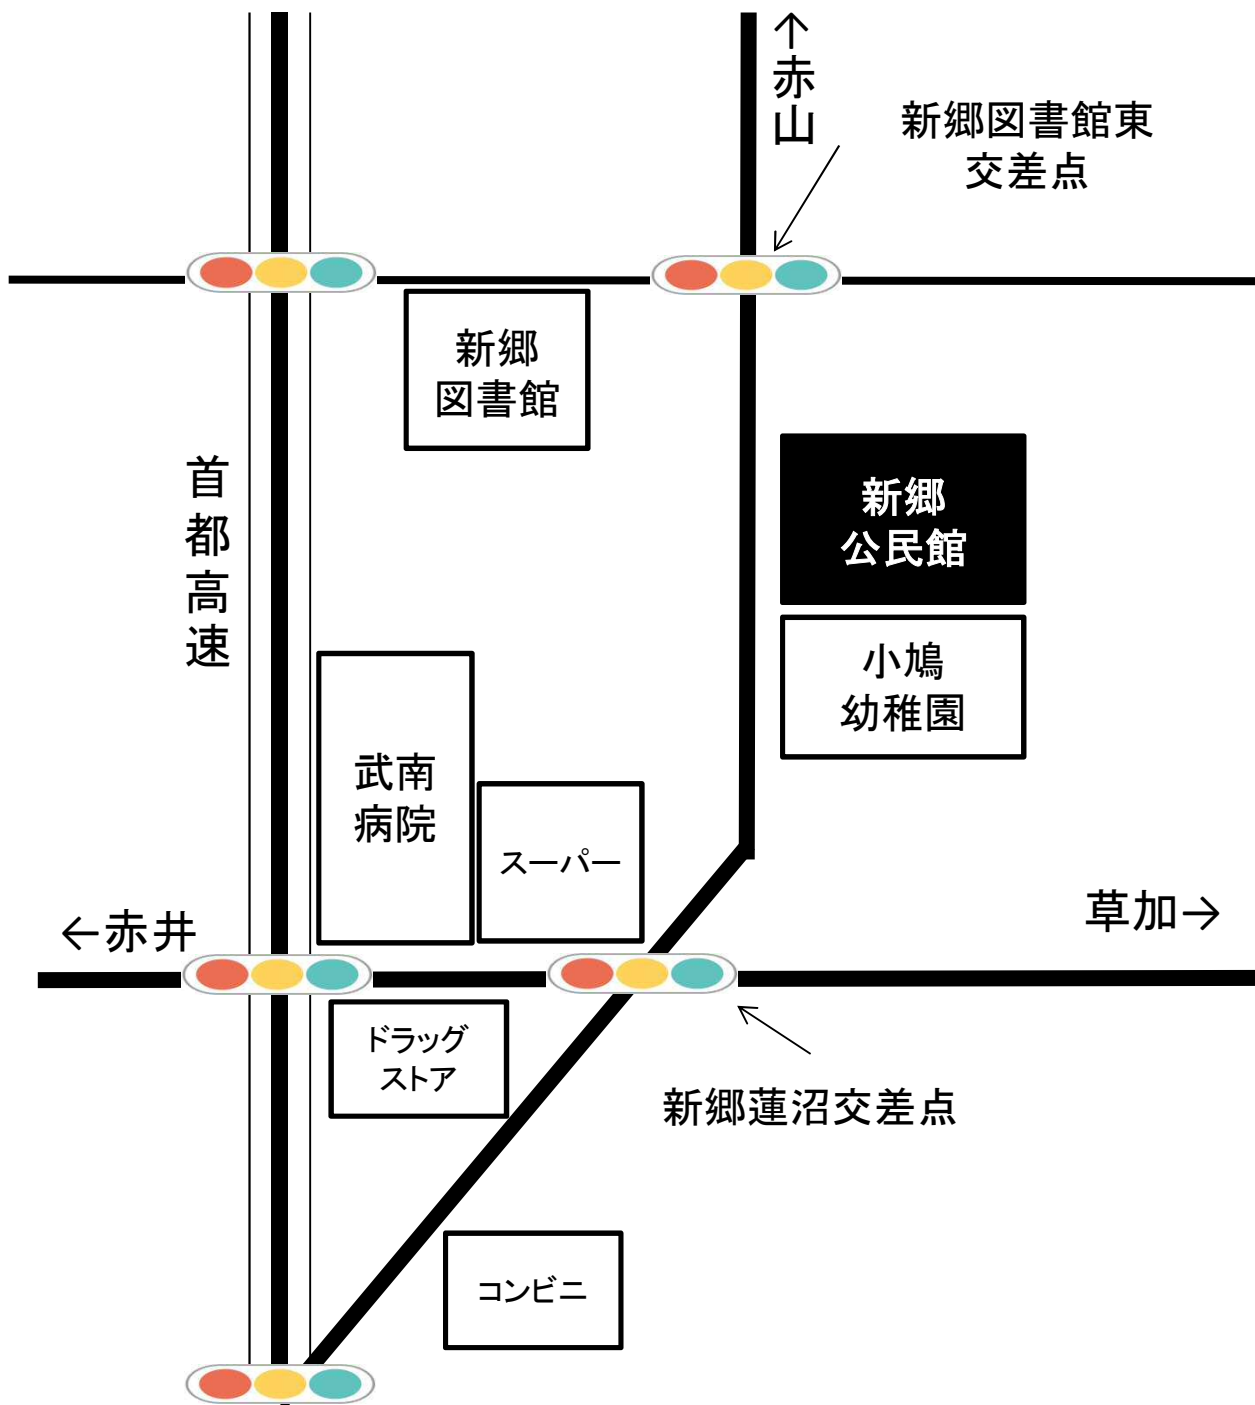 ↑赤山
新郷図書館東
交差点
新郷
図書館
首都高速
新郷
公民館
小鳩
幼稚園
武南
病院
スーパー
←赤井
草加→
ドラッグ
ストア
新郷蓮沼交差点
コンビニ